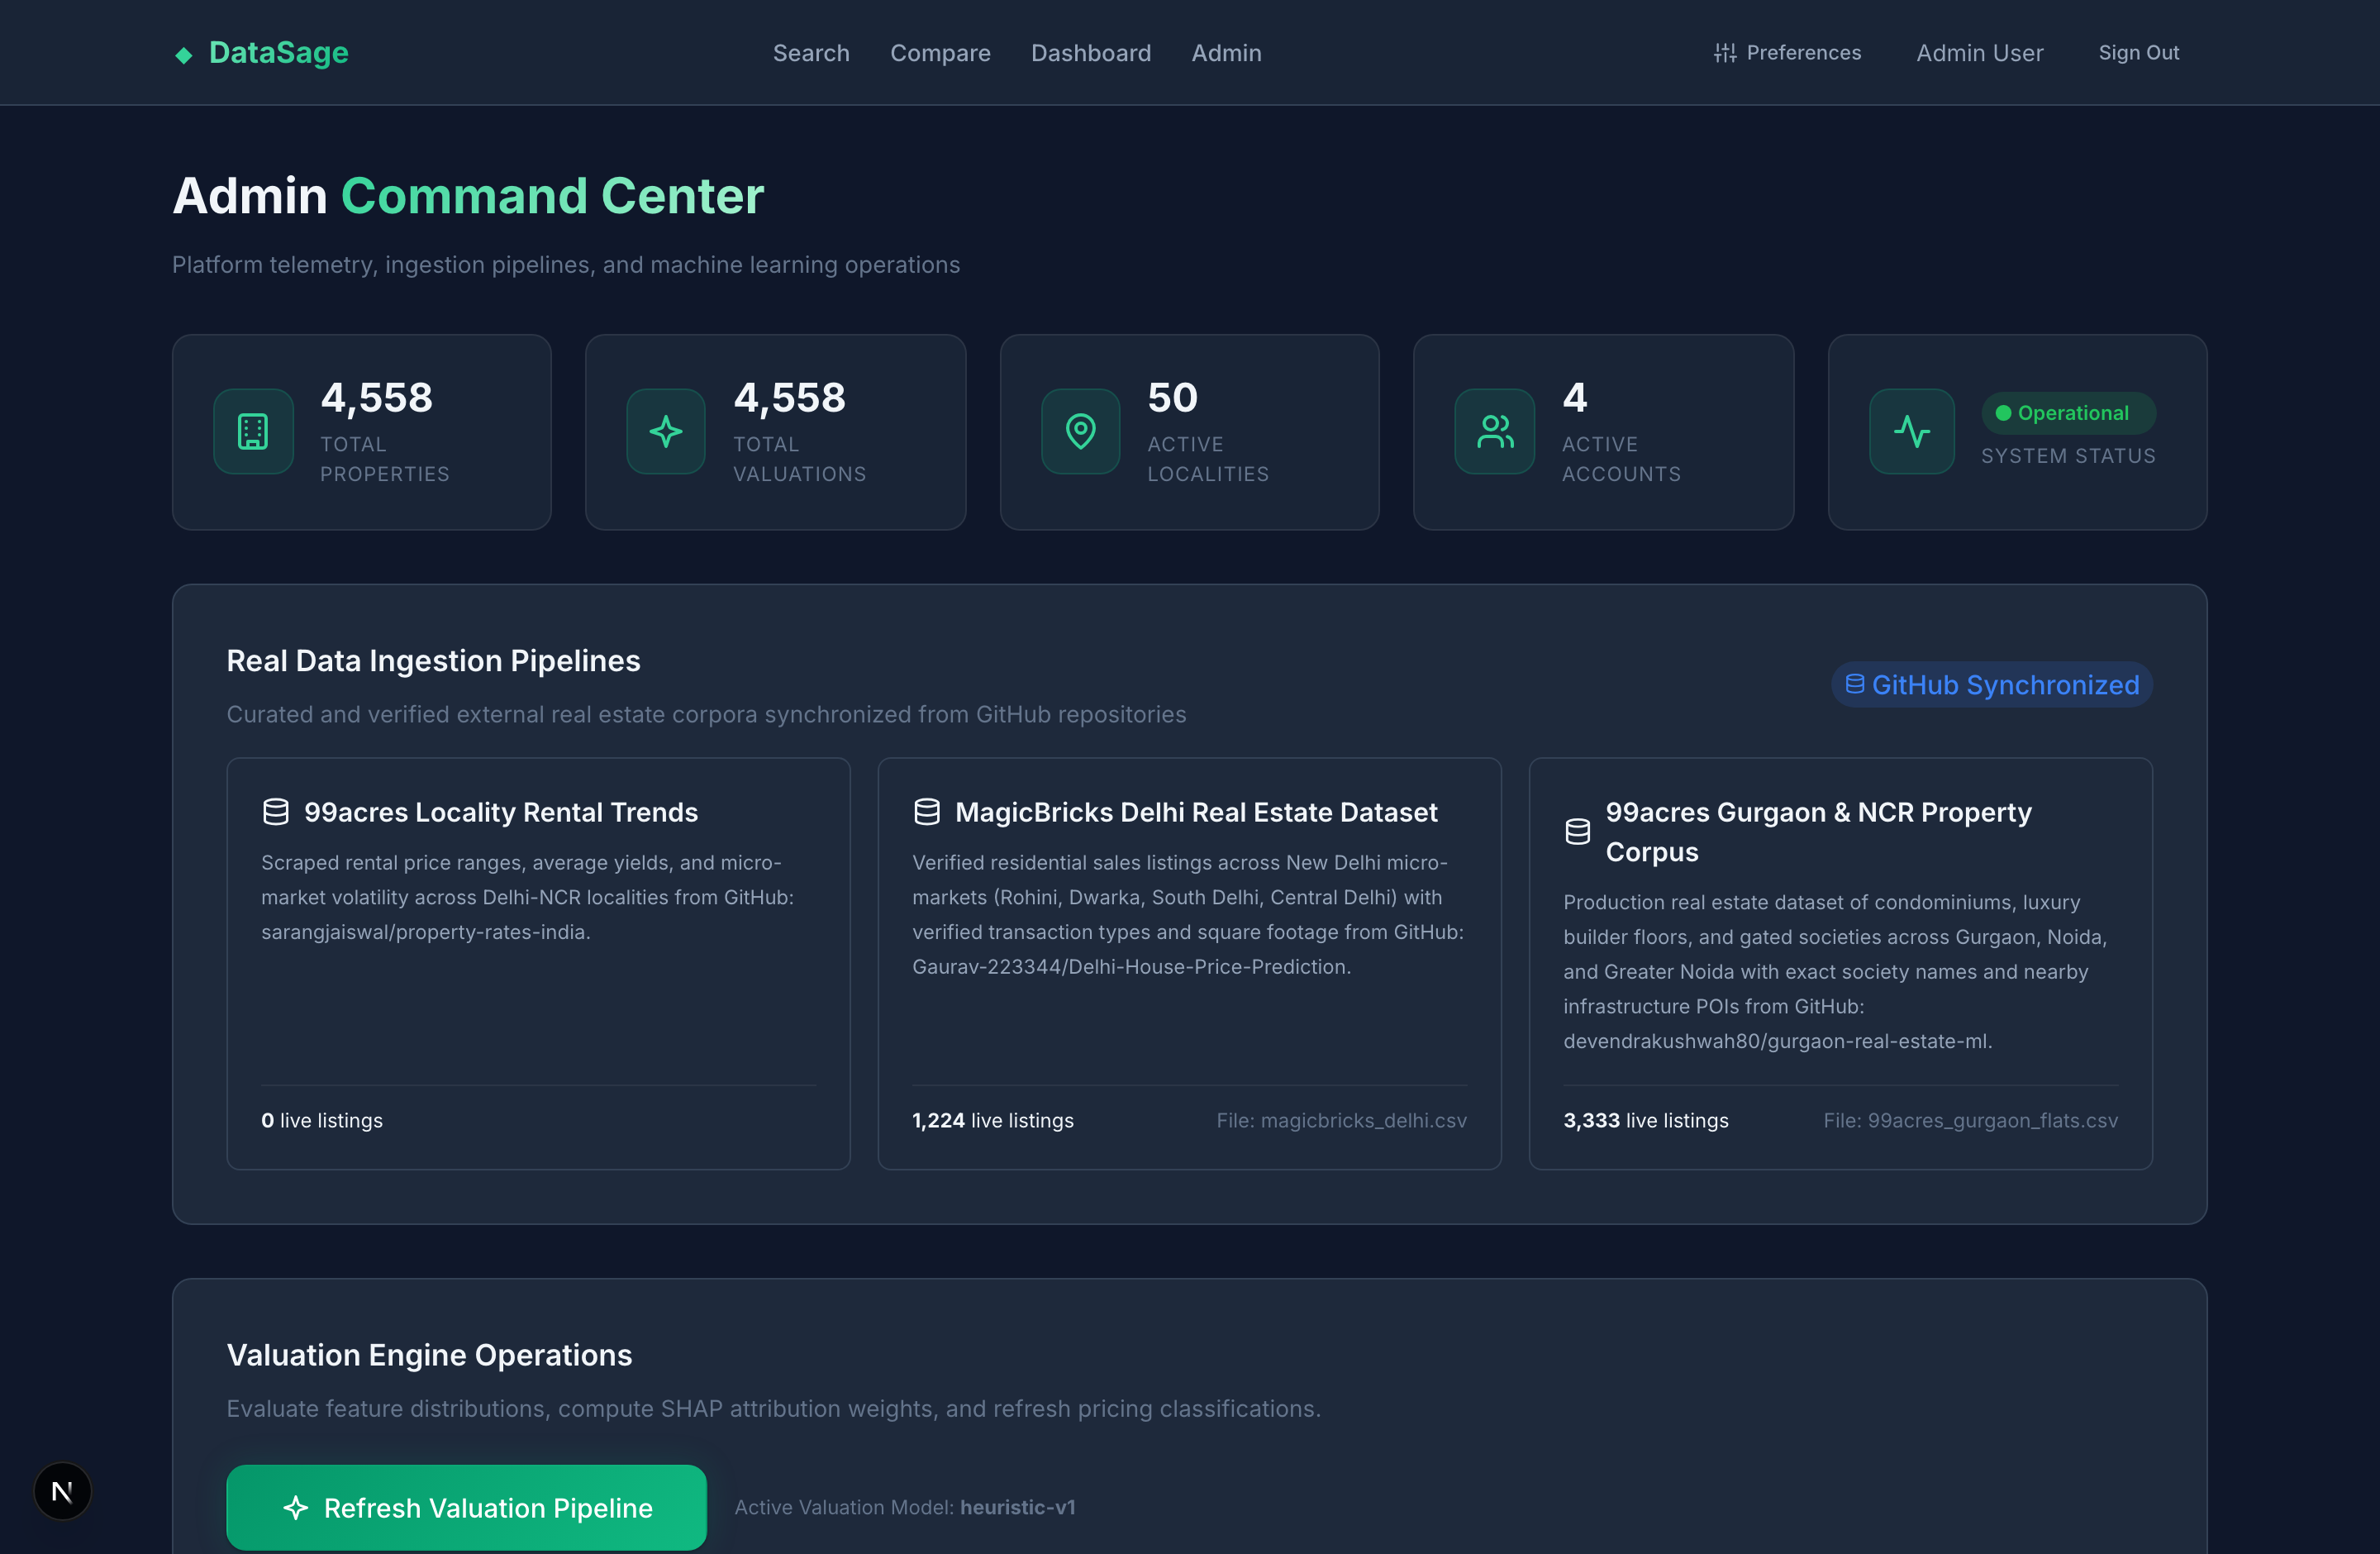 DataSage
Search Compare Dashboard Admin
Preferences Admin User Sign Out
Admin Command Center
Platform telemetry, ingestion pipelines, and machine learning operations
4,558
TOTAL
PROPERTIES
4,558
TOTAL
VALUATIONS
50
ACTIVE
LOCALITIES
4
ACTIVE
ACCOUNTS
Operational
SYSTEM STATUS
Real Data Ingestion Pipelines
Curated and verified external real estate corpora synchronized from GitHub repositories
GitHub Synchronized
99acres Locality Rental Trends
Scraped rental price ranges, average yields, and micro-
market volatility across Delhi-NCR localities from GitHub:
sarangjaiswal/property-rates-india.
0 live listings
MagicBricks Delhi Real Estate Dataset
Verified residential sales listings across New Delhi micro-
markets (Rohini, Dwarka, South Delhi, Central Delhi) with
verified transaction types and square footage from GitHub:
Gaurav-223344/Delhi-House-Price-Prediction.
1,224 live listings File: magicbricks_delhi.csv
99acres Gurgaon & NCR Property
Corpus
Production real estate dataset of condominiums, luxury
builder floors, and gated societies across Gurgaon, Noida,
and Greater Noida with exact society names and nearby
infrastructure POIs from GitHub:
devendrakushwah80/gurgaon-real-estate-ml.
3,333 live listings File: 99acres_gurgaon_flats.csv
Valuation Engine Operations
Evaluate feature distributions, compute SHAP attribution weights, and refresh pricing classifications.
Refresh Valuation Pipeline
Active Valuation Model: heuristic-v1
N